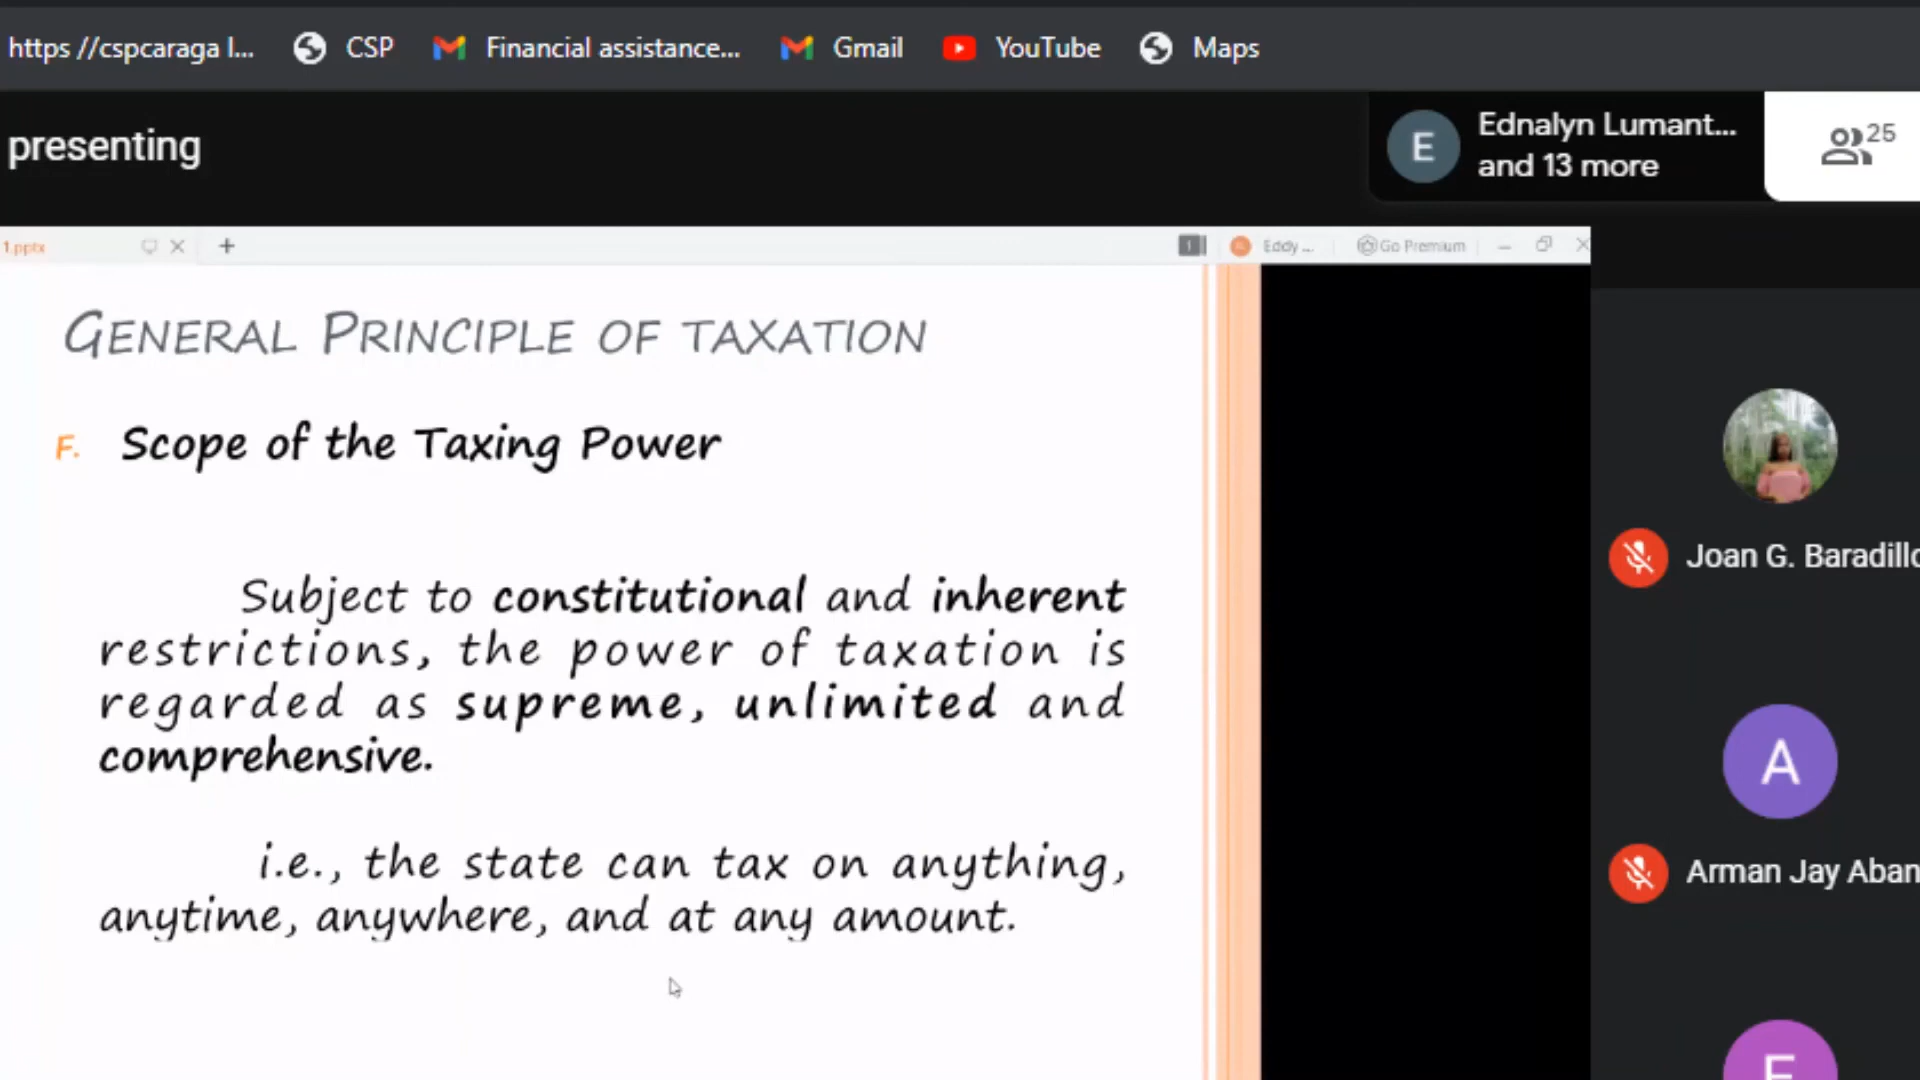 https //cspcaraga l... CSP Financial assistance... Gmail YouTube Maps
presenting
E Ednalyn Lumant...
and 13 more
25
1.pptx
1 Eddy ... Go Premium
GENERAL PRINCIPLE OF TAXATION
F. Scope of the Taxing Power
Subject to constitutional and inherent
restrictions, the power of taxation is
regarded as supreme, unlimited and
comprehensive.
i.e., the state can tax on anything,
anytime, anywhere, and at any amount.
Joan G. Baradillo
A
Arman Jay Aban